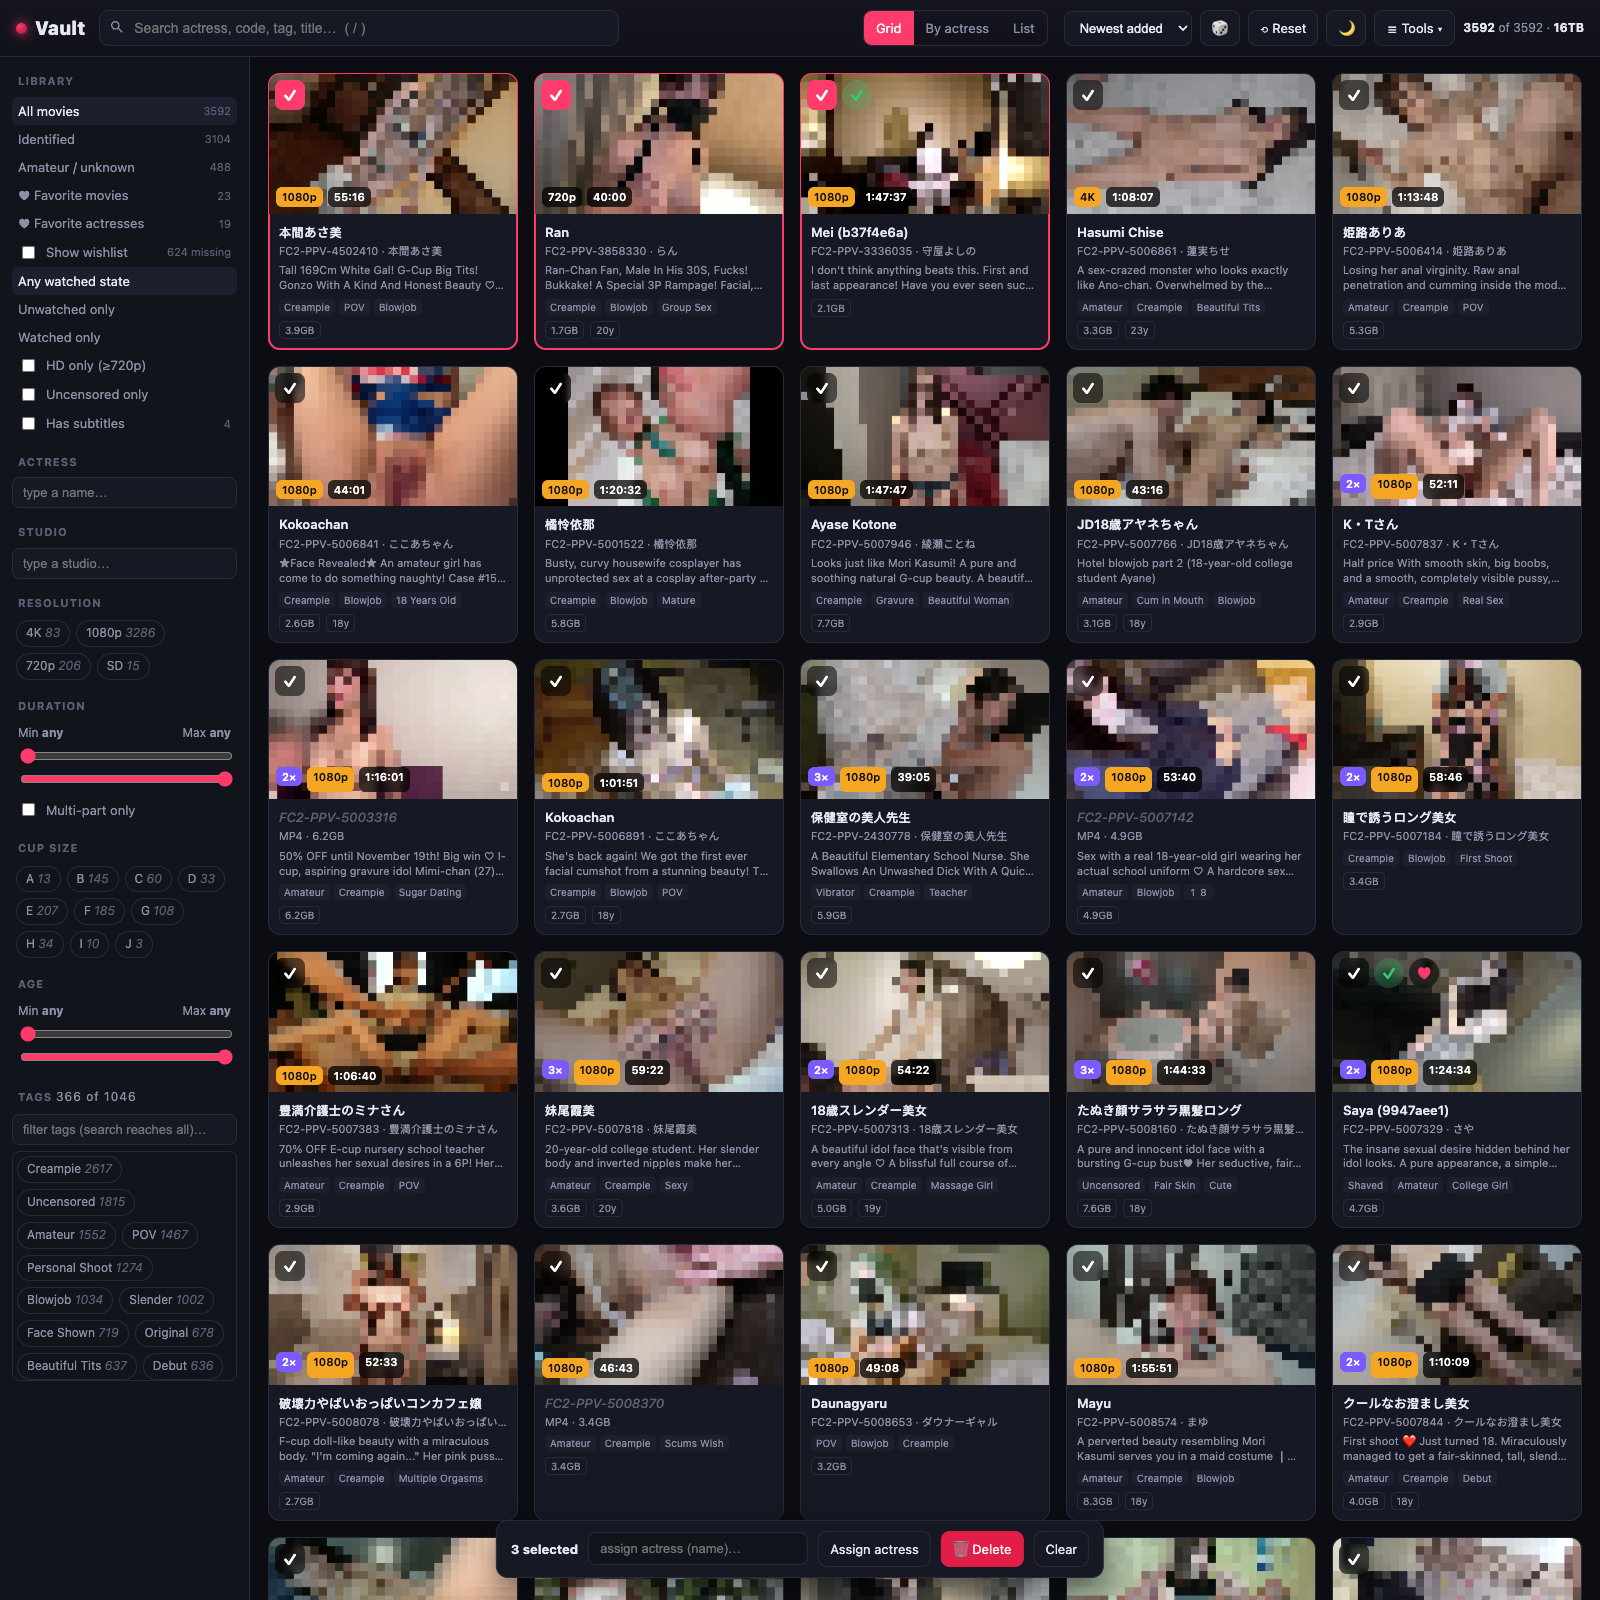 Vault
Search actress, code, tag, title… ( / )
Grid
By actress
List
Newest added
Reset
Tools
3592 of 3592 · 16TB
LIBRARY
All movies 3592
Identified 3104
Amateur / unknown 488
Favorite movies 23
Favorite actresses 19
Show wishlist 624 missing
Any watched state
Unwatched only
Watched only
HD only (≥720p)
Uncensored only
Has subtitles 4
ACTRESS
type a name…
STUDIO
type a studio…
RESOLUTION
4K 83 1080p 3286
720p 206 SD 15
DURATION
Min any Max any
Multi-part only
CUP SIZE
A 13 B 145 C 60 D 33
E 207 F 185 G 108
H 34 I 10 J 3
AGE
Min any Max any
TAGS 366 of 1046
filter tags (search reaches all)…
Creampie 2617
Uncensored 1815
Amateur 1552 POV 1467
Personal Shoot 1274
Blowjob 1034 Slender 1002
Face Shown 719 Original 678
Beautiful Tits 637 Debut 636
1080p 55:16
本間あさ美
FC2-PPV-4502410 · 本間あさ美
Tall 169Cm White Gal! G-Cup Big Tits!
Gonzo With A Kind And Honest Beauty ♡…
Creampie POV Blowjob
3.9GB
720p 40:00
Ran
FC2-PPV-3858330 · らん
Ran-Chan Fan, Male In His 30S, Fucks!
Bukkake! A Special 3P Rampage! Facial,…
Creampie Blowjob Group Sex
1.7GB 20y
1080p 1:47:37
Mei (b37f4e6a)
FC2-PPV-3336035 · 守屋よしの
I don't think anything beats this. First and
last appearance! Have you ever seen suc…
2.1GB
4K 1:08:07
Hasumi Chise
FC2-PPV-5006861 · 蓮実ちせ
A sex-crazed monster who looks exactly
like Ano-chan. Overwhelmed by the…
Amateur Creampie Beautiful Tits
3.3GB 23y
1080p 1:13:48
姫路ありあ
FC2-PPV-5006414 · 姫路ありあ
Losing her anal virginity. Raw anal
penetration and cumming inside the mod…
Amateur Creampie POV
5.3GB
1080p 44:01
Kokoachan
FC2-PPV-5006841 · ここあちゃん
★Face Revealed★ An amateur girl has
come to do something naughty! Case #15…
Creampie Blowjob 18 Years Old
2.6GB 18y
1080p 1:20:32
橘怜依那
FC2-PPV-5001522 · 橘怜依那
Busty, curvy housewife cosplayer has
unprotected sex at a cosplay after-party …
Creampie Blowjob Mature
5.8GB
1080p 1:47:47
Ayase Kotone
FC2-PPV-5007946 · 綾瀬ことね
Looks just like Mori Kasumi! A pure and
soothing natural G-cup beauty. A beautif…
Creampie Gravure Beautiful Woman
7.7GB
1080p 43:16
JD18歳アヤネちゃん
FC2-PPV-5007766 · JD18歳アヤネちゃん
Hotel blowjob part 2 (18-year-old college
student Ayane)
Amateur Cum in Mouth Blowjob
3.1GB 18y
2x 1080p 52:11
K・Tさん
FC2-PPV-5007837 · K・Tさん
Half price With smooth skin, big boobs,
and a smooth, completely visible pussy,…
Amateur Creampie Real Sex
2.9GB
2x 1080p 1:16:01
FC2-PPV-5003316
MP4 · 6.2GB
50% OFF until November 19th! Big win ♡ I-
cup, aspiring gravure idol Mimi-chan (27)…
Amateur Creampie Sugar Dating
6.2GB
1080p 1:01:51
Kokoachan
FC2-PPV-5006891 · ここあちゃん
She's back again! We got the first ever
facial cumshot from a stunning beauty! T…
Creampie Blowjob POV
2.7GB 18y
3x 1080p 39:05
保健室の美人先生
FC2-PPV-2430778 · 保健室の美人先生
A Beautiful Elementary School Nurse. She
Swallows An Unwashed Dick With A Quic…
Vibrator Creampie Teacher
5.9GB
2x 1080p 53:40
FC2-PPV-5007142
MP4 · 4.9GB
Sex with a real 18-year-old girl wearing her
actual school uniform ♡ A hardcore sex…
Amateur Blowjob １８
4.9GB
2x 1080p 58:46
瞳で誘うロング美女
FC2-PPV-5007184 · 瞳で誘うロング美女
Creampie Blowjob First Shoot
3.4GB
1080p 1:06:40
豊満介護士のミナさん
FC2-PPV-5007383 · 豊満介護士のミナさん
70% OFF E-cup nursery school teacher
unleashes her sexual desires in a 6P! Her…
Amateur Creampie POV
2.9GB
3x 1080p 59:22
妹尾霞美
FC2-PPV-5007818 · 妹尾霞美
20-year-old college student. Her slender
body and inverted nipples make her…
Amateur Creampie Sexy
3.6GB 20y
2x 1080p 54:22
18歳スレンダー美女
FC2-PPV-5007313 · 18歳スレンダー美女
A beautiful idol face that's visible from
every angle ♡ A blissful full course of…
Amateur Creampie Massage Girl
5.0GB 19y
3x 1080p 1:44:33
たぬき顔サラサラ黒髪ロング
FC2-PPV-5008160 · たぬき顔サラサラ黒髪…
A pure and innocent idol face with a
bursting G-cup bust♥ Her seductive, fair…
Uncensored Fair Skin Cute
7.6GB 18y
2x 1080p 1:24:34
Saya (9947aee1)
FC2-PPV-5007329 · さや
The insane sexual desire hidden behind her
idol looks. A pure appearance, a simple…
Shaved Amateur College Girl
4.7GB
2x 1080p 52:33
破壊力やばいおっぱいコンカフェ嬢
FC2-PPV-5008078 · 破壊力やばいおっぱい…
F-cup doll-like beauty with a miraculous
body. "I'm coming again..." Her pink puss…
Amateur Creampie Multiple Orgasms
2.7GB
1080p 46:43
FC2-PPV-5008370
MP4 · 3.4GB
Amateur Creampie Scums Wish
3.4GB
1080p 49:08
Daunagyaru
FC2-PPV-5008653 · ダウナーギャル
POV Blowjob Creampie
3.2GB
1080p 1:55:51
Mayu
FC2-PPV-5008574 · まゆ
A perverted beauty resembling Mori
Kasumi serves you in a maid costume ｜…
Amateur Creampie Blowjob
8.3GB 18y
2x 1080p 1:10:09
クールなお澄まし美女
FC2-PPV-5007844 · クールなお澄まし美女
First shoot ❤️ Just turned 18. Miraculously
managed to get a fair-skinned, tall, slend…
Amateur Creampie Debut
4.0GB 18y
3 selected
assign actress (name)…
Assign actress
Delete
Clear